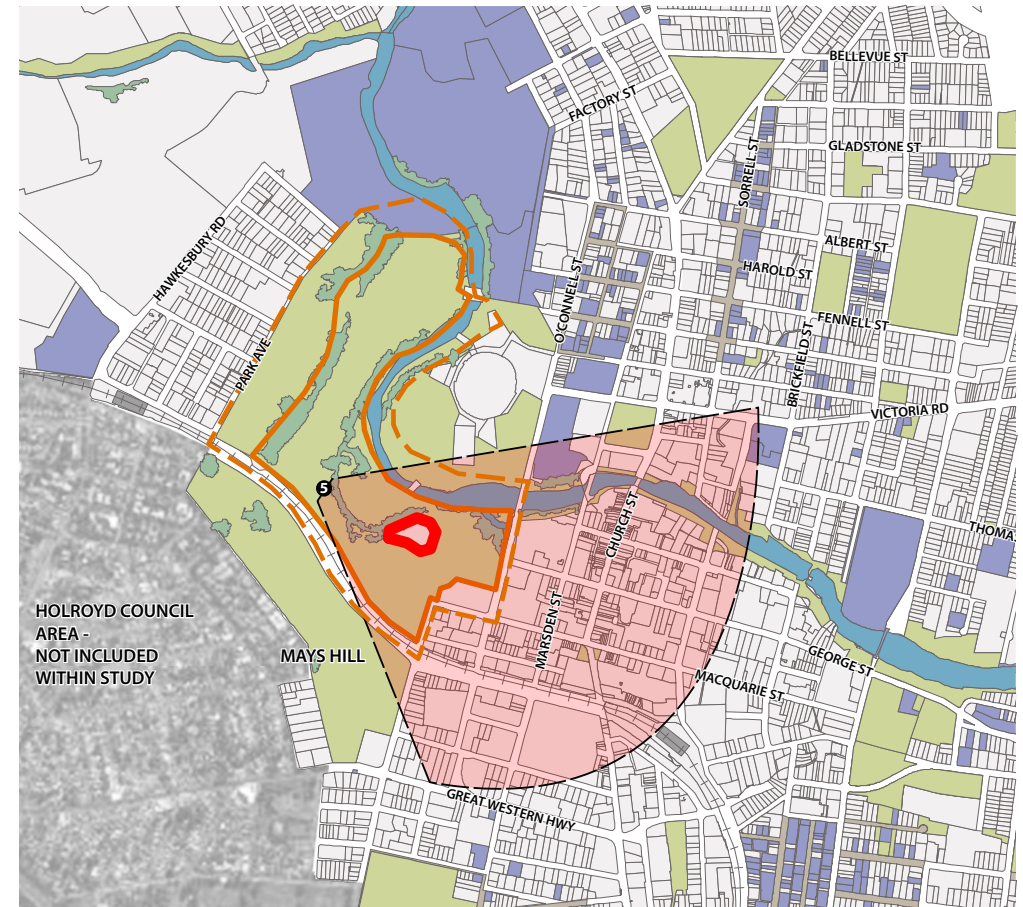 BELLEVUE ST
FACTORY ST
GLADSTONE ST
SORRELL ST
HAWKESBURY RD
ALBERT ST
HAROLD ST
O'CONNELL ST
FENNELL ST
BRICKFIELD ST
PARK AVE
VICTORIA RD
5
CHURCH ST
THOMA
HOLROYD COUNCIL
AREA -
NOT INCLUDED
WITHIN STUDY
MAYS HILL
MARSDEN ST
GEORGE ST
MACQUARIE ST
GREAT WESTERN HWY